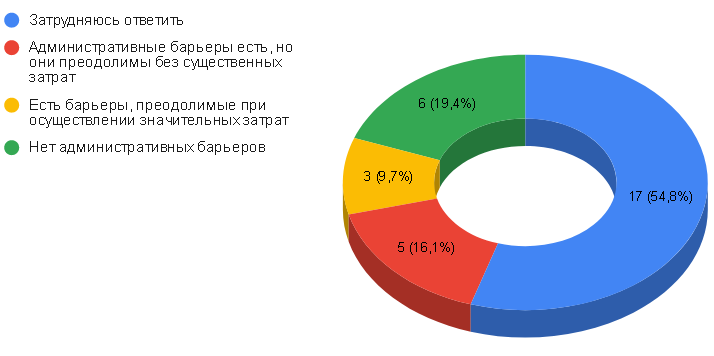 Затрудняюсь ответить
Административные барьеры есть, но
они преодолимы без существенных
затрат
Есть барьеры, преодолимые при
осуществлении значительных затрат
Нет административных барьеров
6 (19,4%)
3 (9,7%)
17 (54,8%)
5 (16,1%)